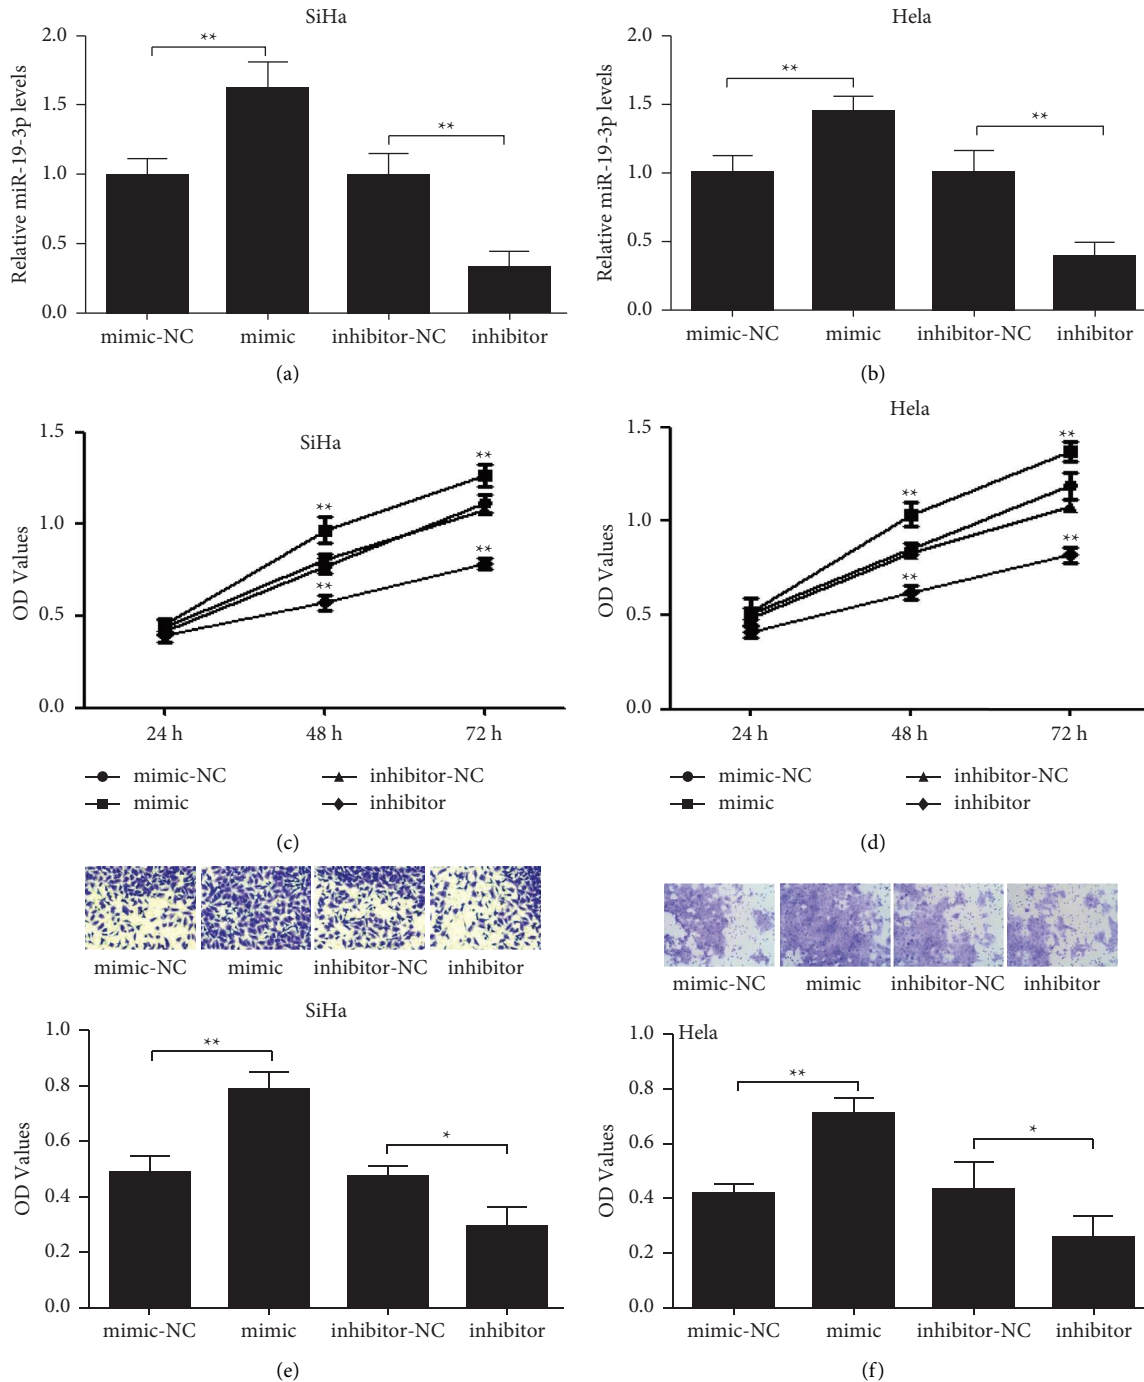 SiHa
**
**
Relative miR-19-3p levels
2.0
1.5
1.0
0.5
0.0
mimic-NC mimic inhibitor-NC inhibitor
(a)
Hela
**
**
Relative miR-19-3p levels
2.0
1.5
1.0
0.5
0.0
mimic-NC mimic inhibitor-NC inhibitor
(b)
SiHa
OD Values
1.5
1.0
0.5
0.0
**
**
**
**
24 h 48 h 72 h
mimic-NC inhibitor-NC
mimic inhibitor
(c)
Hela
OD Values
1.5
1.0
0.5
0.0
**
**
**
**
24 h 48 h 72 h
mimic-NC inhibitor-NC
mimic inhibitor
(d)
mimic-NC mimic inhibitor-NC inhibitor
SiHa
OD Values
1.0
0.8
0.6
0.4
0.2
0.0
**
*
mimic-NC mimic inhibitor-NC inhibitor
(e)
mimic-NC mimic inhibitor-NC inhibitor
Hela
OD Values
1.0
0.8
0.6
0.4
0.2
0.0
**
*
mimic-NC mimic inhibitor-NC inhibitor
(f)